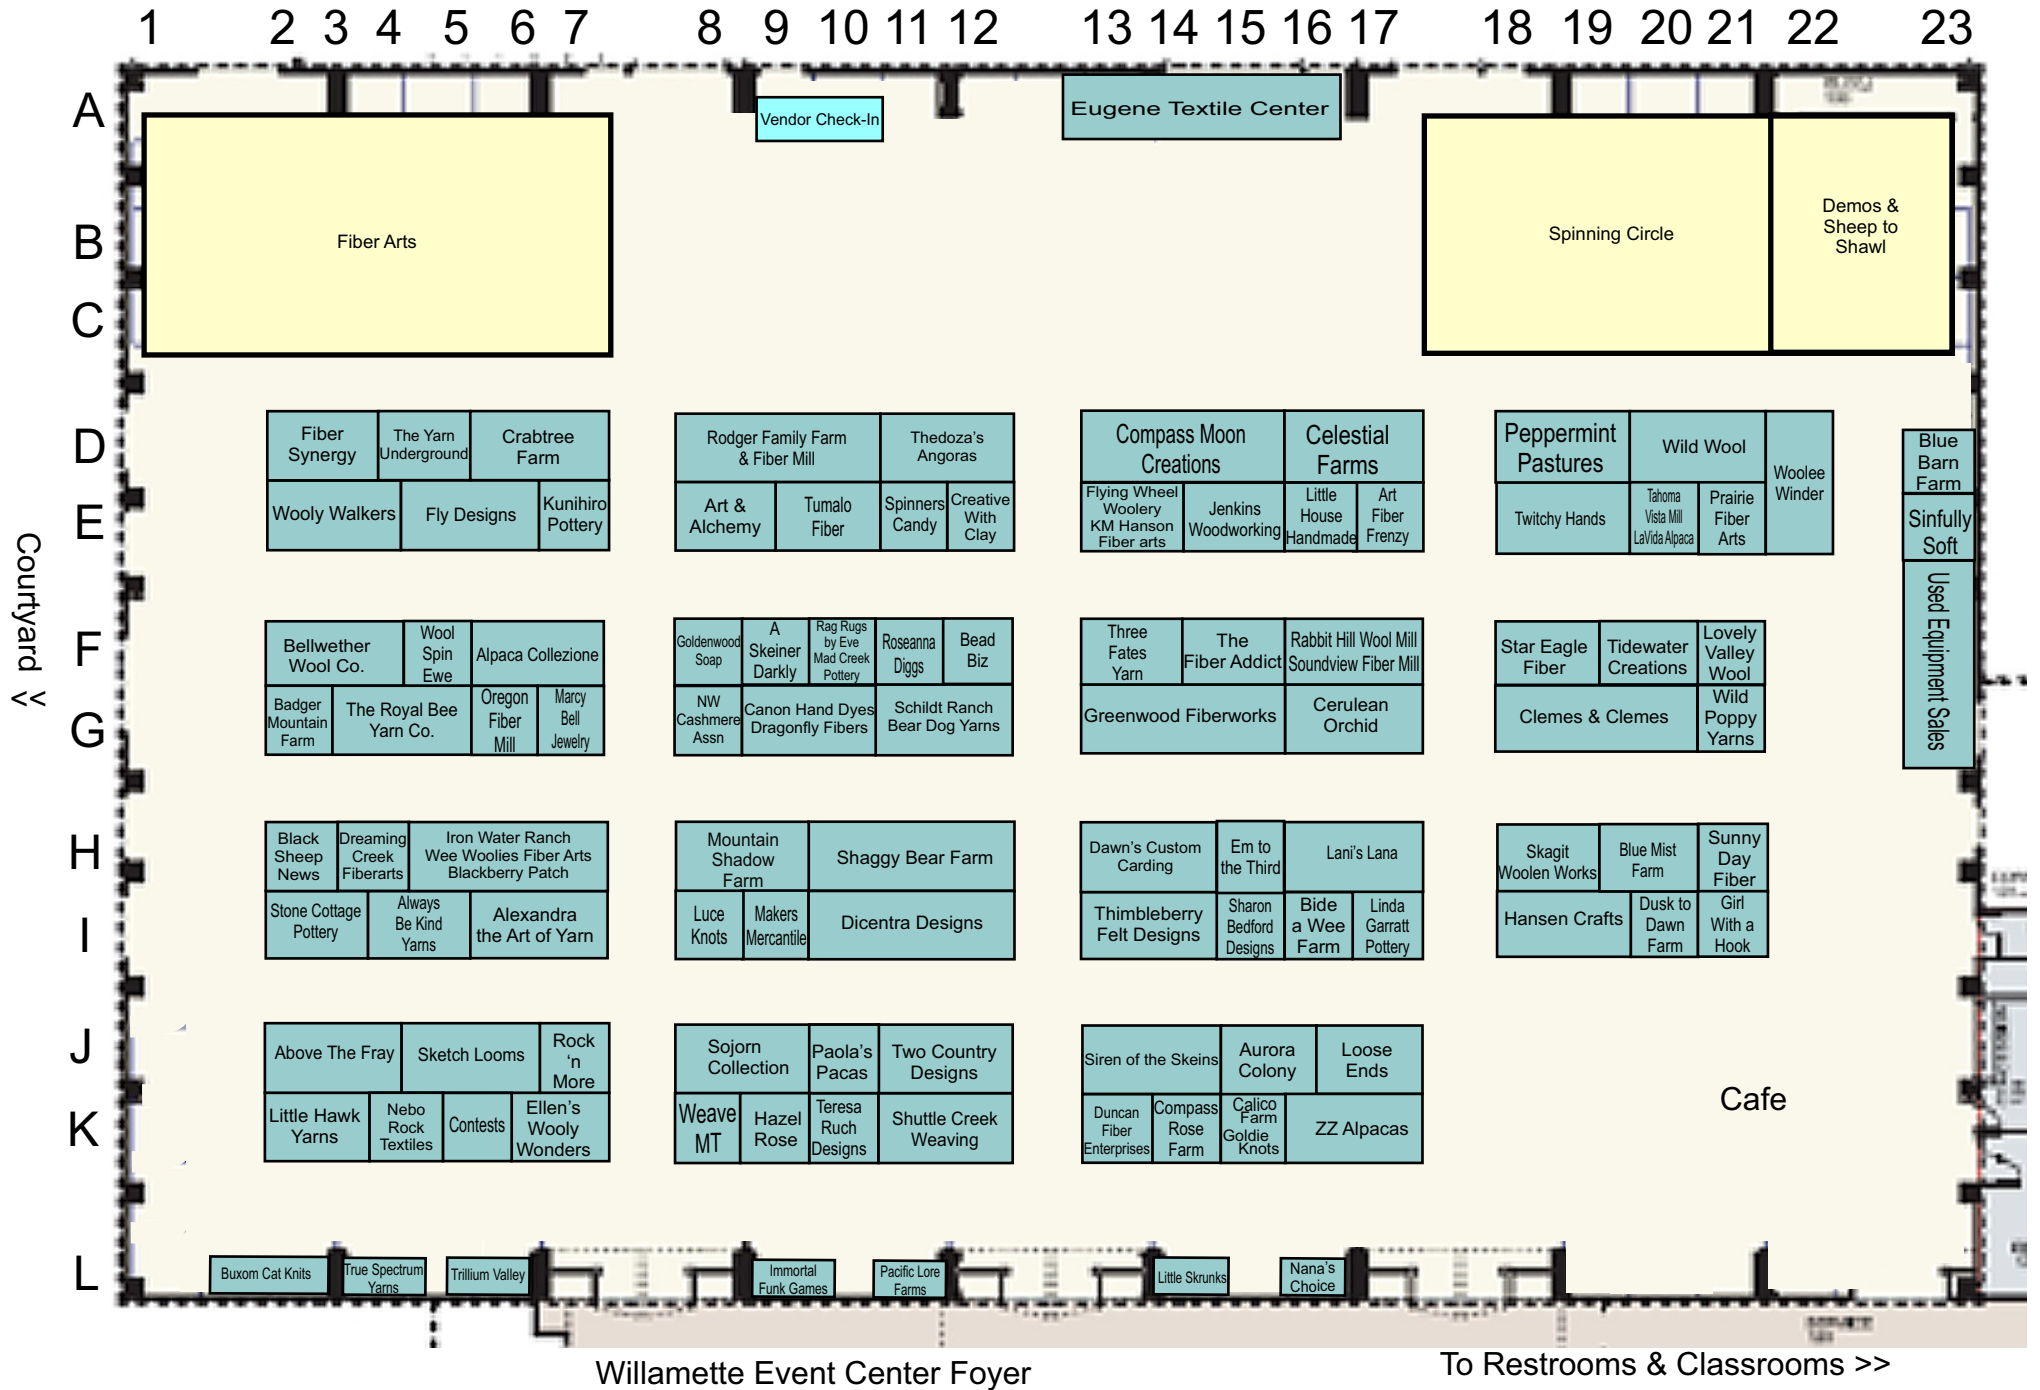 1 2 3 4 5 6 7 8 9 10 11 12 13 14 15 16 17 18 19 20 21 22 23
A
Vendor Check-In
Eugene Textile Center
B
Fiber Arts
Spinning Circle
Demos &
Sheep to
Shawl
C
D
Fiber
Synergy
The Yarn
Underground
Crabtree
Farm
Rodger Family Farm
& Fiber Mill
Thedoza's
Angoras
Compass Moon
Creations
Celestial
Farms
Peppermint
Pastures
Wild Wool
Woolee
Winder
Blue
Barn
Farm
E
Wooly Walkers
Fly Designs
Kunihiro
Pottery
Art &
Alchemy
Tumalo
Fiber
Spinners
Candy
Creative
With
Clay
Flying Wheel
Woolery
KM Hanson
Fiber arts
Jenkins
Woodworking
Little
House
Handmade
Art
Fiber
Frenzy
Twitchy Hands
Tahoma
Vista Mill
LaVida Alpaca
Prairie
Fiber
Arts
Sinfully
Soft
Used Equipment Sales
Courtyard >>
F
Bellwether
Wool Co.
Wool
Spin
Ewe
Alpaca Collezione
Goldenwood
Soap
A
Skeiner
Darkly
Rag Rugs
by Eve
Mad Creek
Pottery
Roseanna
Diggs
Bead
Biz
Three
Fates
Yarn
The
Fiber Addict
Rabbit Hill Wool Mill
Soundview Fiber Mill
Star Eagle
Fiber
Tidewater
Creations
Lovely
Valley
Wool
G
Badger
Mountain
Farm
The Royal Bee
Yarn Co.
Oregon
Fiber
Mill
Marcy
Bell
Jewelry
NW
Cashmere
Assn
Canon Hand Dyes
Dragonfly Fibers
Schildt Ranch
Bear Dog Yarns
Greenwood Fiberworks
Cerulean
Orchid
Clemes & Clemes
Wild
Poppy
Yarns
H
Black
Sheep
News
Dreaming
Creek
Fiberarts
Iron Water Ranch
Wee Woolies Fiber Arts
Blackberry Patch
Mountain
Shadow
Farm
Shaggy Bear Farm
Dawn's Custom
Carding
Em to
the Third
Lani's Lana
Skagit
Woolen Works
Blue Mist
Farm
Sunny
Day
Fiber
I
Stone Cottage
Pottery
Always
Be Kind
Yarns
Alexandra
the Art of Yarn
Luce
Knots
Makers
Mercantile
Dicentra Designs
Thimbleberry
Felt Designs
Sharon
Bedford
Designs
Bide
a Wee
Farm
Linda
Garratt
Pottery
Hansen Crafts
Dusk to
Dawn
Farm
Girl
With a
Hook
J
Above The Fray
Sketch Looms
Rock
'n
More
Sojorn
Collection
Paola's
Pacas
Two Country
Designs
Siren of the Skeins
Aurora
Colony
Loose
Ends
Cafe
K
Little Hawk
Yarns
Nebo
Rock
Textiles
Contests
Ellen's
Wooly
Wonders
Weave
MT
Hazel
Rose
Teresa
Ruch
Designs
Shuttle Creek
Weaving
Duncan
Fiber
Enterprises
Compass
Rose
Farm
Calico
Farm
Goldie
Knots
ZZ Alpacas
L
Buxom Cat Knits
True Spectrum
Yarns
Trillium Valley
Immortal
Funk Games
Pacific Lore
Farms
Little Skrunks
Nana's
Choice
Willamette Event Center Foyer
To Restrooms & Classrooms >>